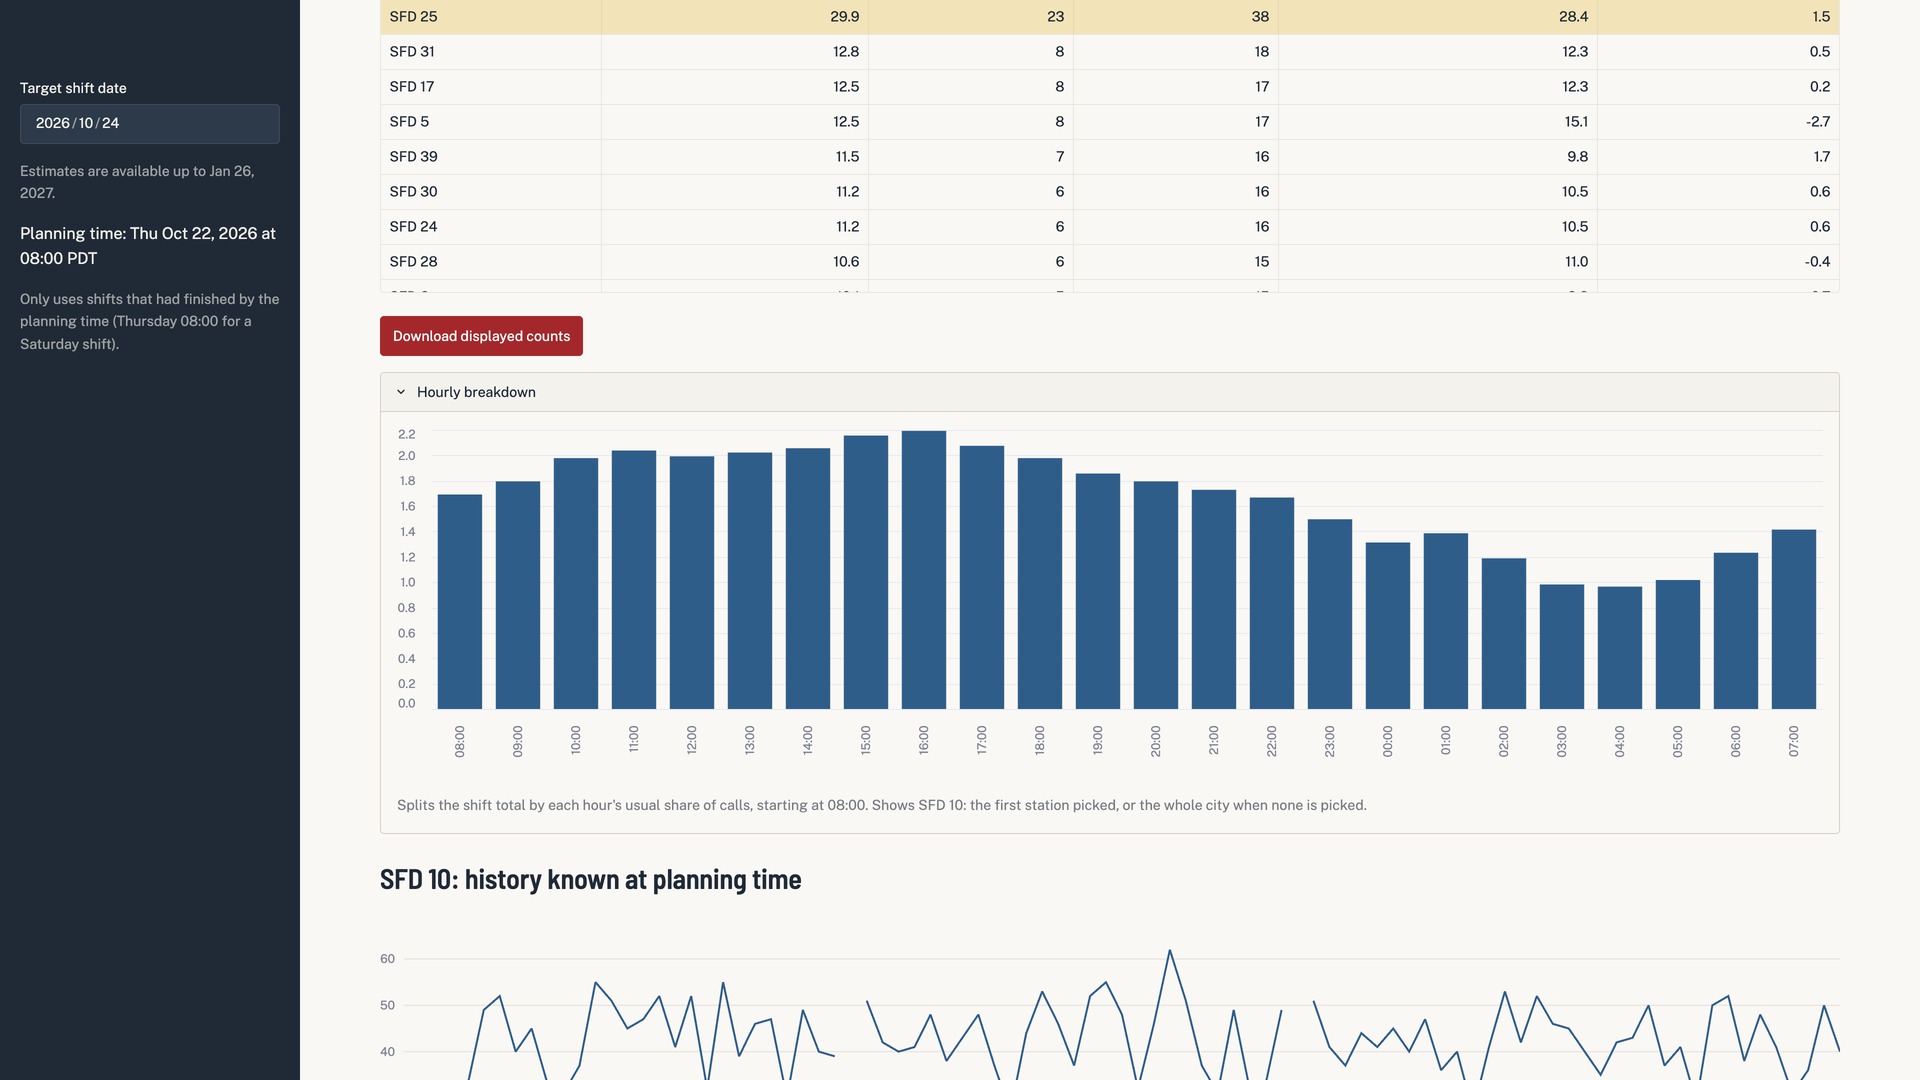 Target shift date
2026/10/24
Estimates are available up to Jan 26,
2027.
Planning time: Thu Oct 22, 2026 at
08:00 PDT
Only uses shifts that had finished by the
planning time (Thursday 08:00 for a
Saturday shift).
SFD 25 29.9 23 38 28.4 1.5
SFD 31 12.8 8 18 12.3 0.5
SFD 17 12.5 8 17 12.3 0.2
SFD 5 12.5 8 17 15.1 -2.7
SFD 39 11.5 7 16 9.8 1.7
SFD 30 11.2 6 16 10.5 0.6
SFD 24 11.2 6 16 10.5 0.6
SFD 28 10.6 6 15 11.0 -0.4
Download displayed counts
Hourly breakdown
2.2
2.0
1.8
1.6
1.4
1.2
1.0
0.8
0.6
0.4
0.2
0.0
08:00 09:00 10:00 11:00 12:00 13:00 14:00 15:00 16:00 17:00 18:00 19:00 20:00 21:00 22:00 23:00 00:00 01:00 02:00 03:00 04:00 05:00 06:00 07:00
Splits the shift total by each hour's usual share of calls, starting at 08:00. Shows SFD 10: the first station picked, or the whole city when none is picked.
SFD 10: history known at planning time
60
50
40